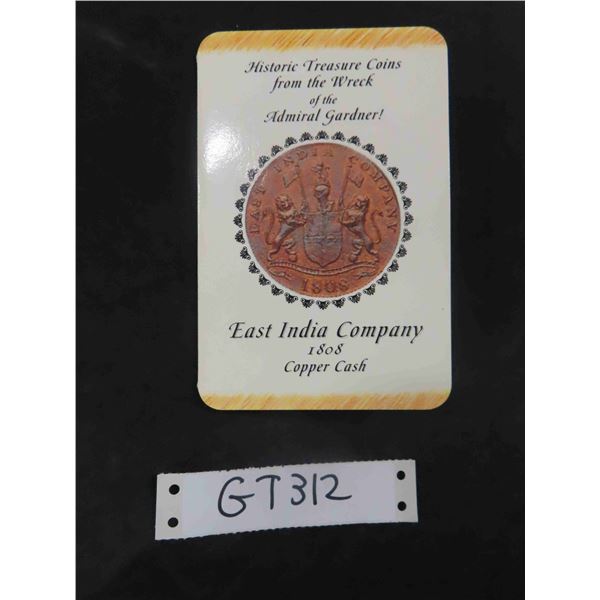 Historic Treasure Coins
from the Wreck
of the
Admiral Gardner!
EAST INDIA COMPANY
1808
East India Company
1808
Copper Cash
GT312